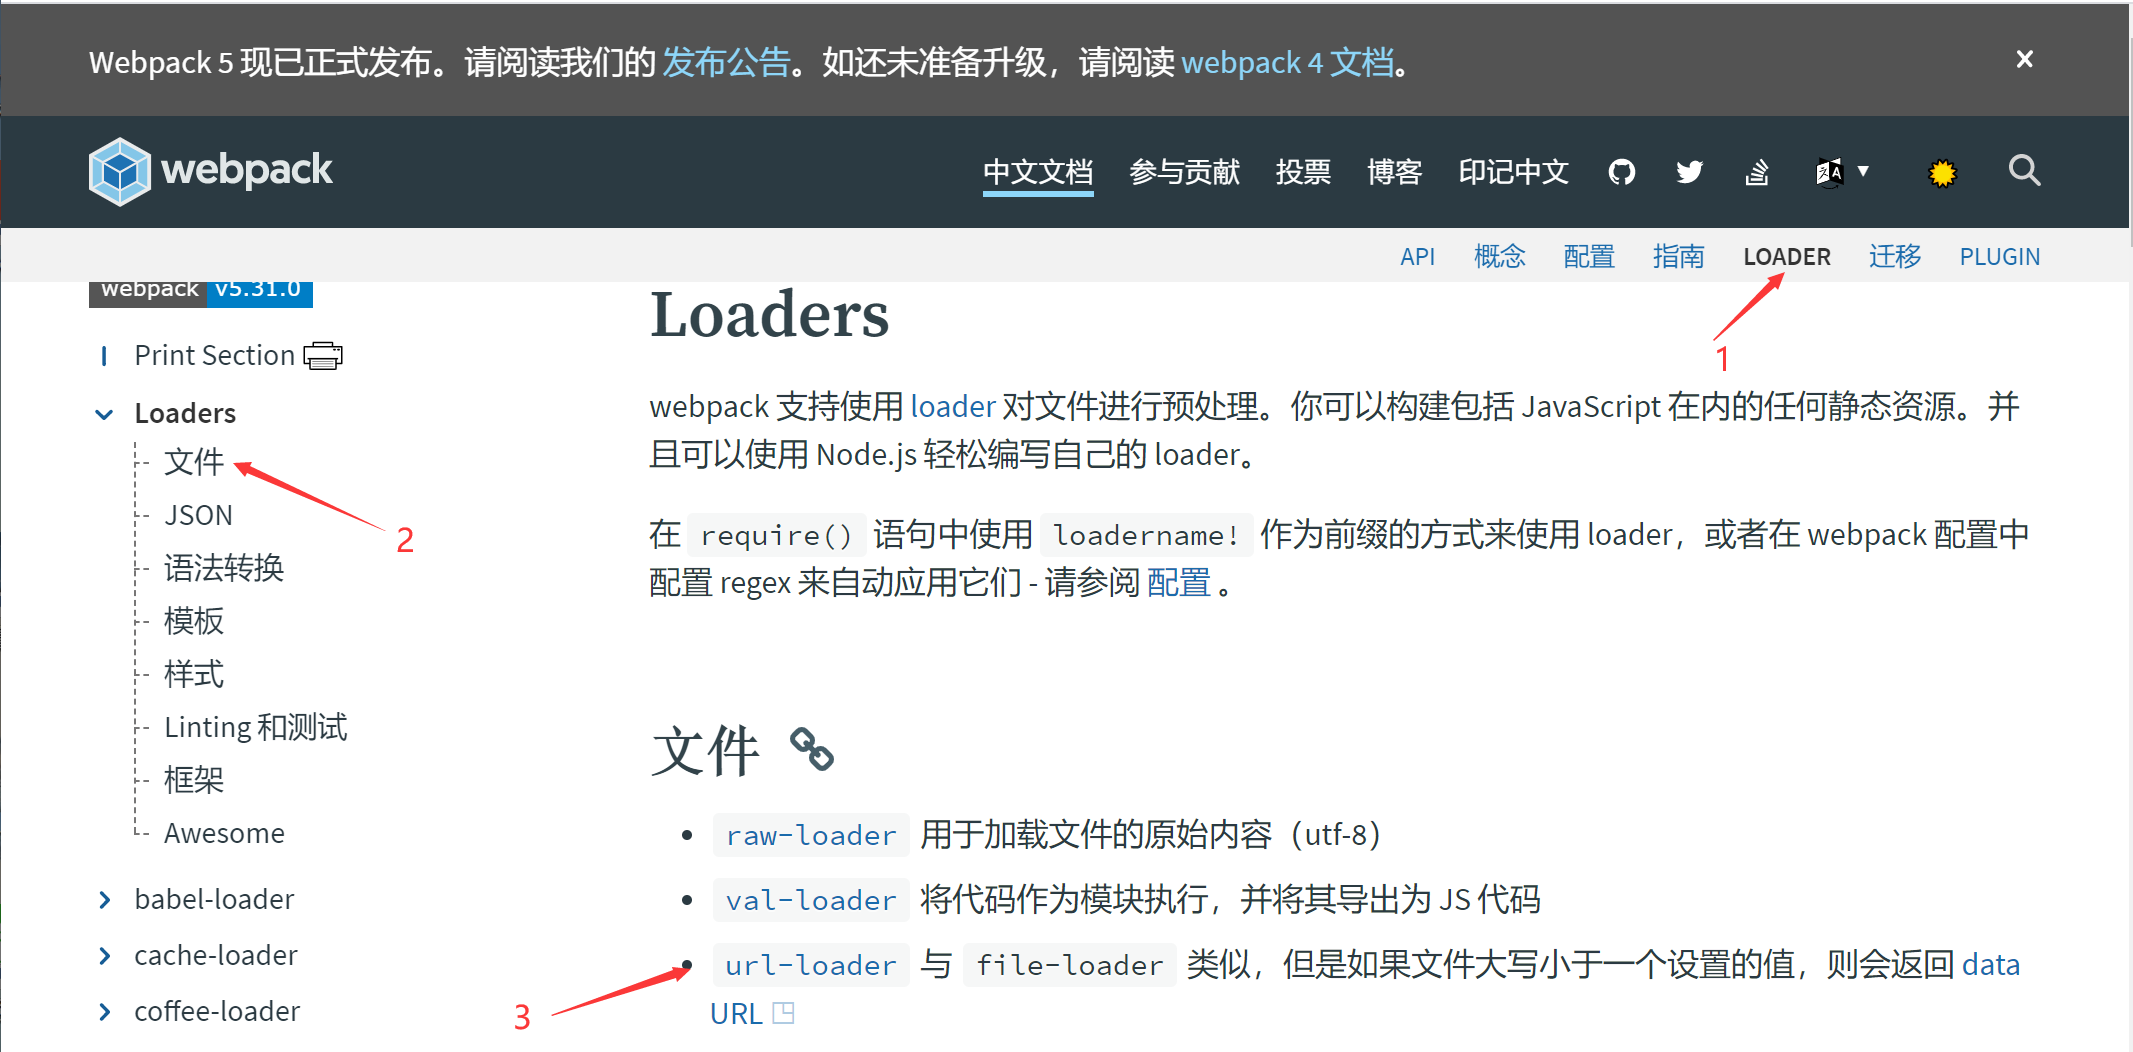 Webpack 5 现已正式发布。请阅读我们的 发布公告。如还未准备升级，请阅读 webpack 4 文档。
webpack
中文文档 参与贡献 投票 博客 印记中文
API 概念 配置 指南 LOADER 迁移 PLUGIN
webpack v5.31.0
Print Section
Loaders
文件
JSON
语法转换
模板
样式
Linting 和测试
框架
Awesome
babel-loader
cache-loader
coffee-loader
Loaders
webpack 支持使用 loader 对文件进行预处理。你可以构建包括 JavaScript 在内的任何静态资源。并
且可以使用 Node.js 轻松编写自己的 loader。
在 require() 语句中使用 loadername! 作为前缀的方式来使用 loader，或者在 webpack 配置中
配置 regex 来自动应用它们 - 请参阅 配置 。
文件
raw-loader 用于加载文件的原始内容（utf-8）
val-loader 将代码作为模块执行，并将其导出为 JS 代码
url-loader 与 file-loader 类似，但是如果文件大写小于一个设置的值，则会返回 data
URL
1
2
3